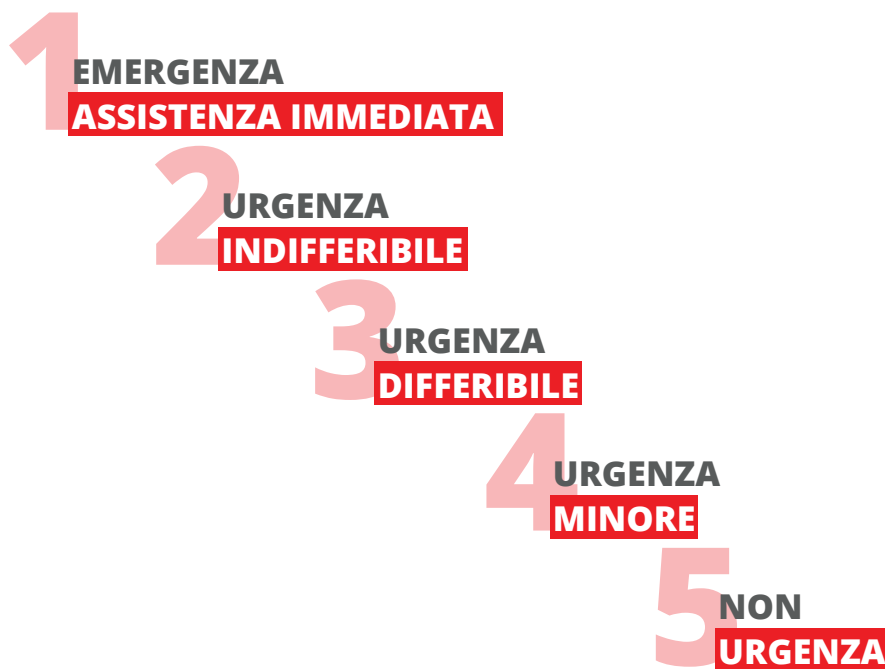 1
EMERGENZA
ASSISTENZA IMMEDIATA
2
URGENZA
INDIFFERIBILE
3
URGENZA
DIFFERIBILE
4
URGENZA
MINORE
5
NON
URGENZA